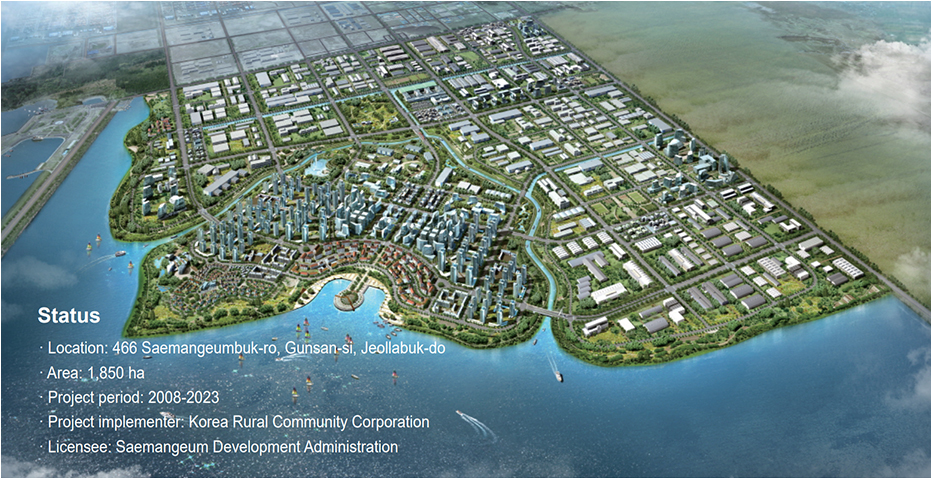 Status
· Location: 466 Saemangeumbuk-ro, Gunsan-si, Jeollabuk-do
· Area: 1,850 ha
· Project period: 2008-2023
· Project implementer: Korea Rural Community Corporation
· Licensee: Saemangeum Development Administration